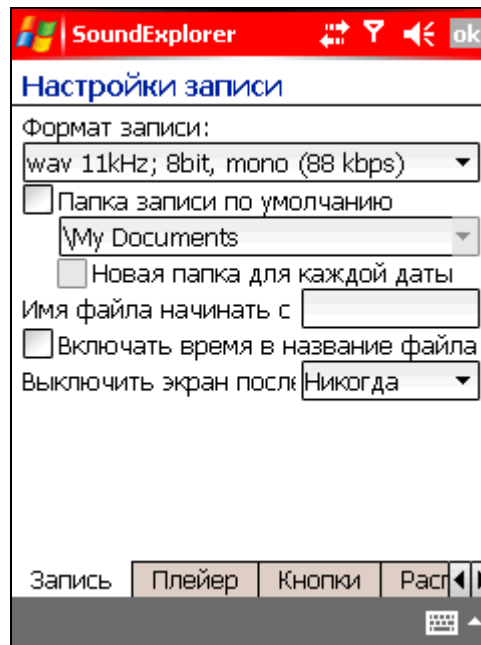 SoundExplorer
ok
Настройки записи
Формат записи:
wav 11kHz; 8bit, mono (88 kbps)
Папка записи по умолчанию
\My Documents
Новая папка для каждой даты
Имя файла начинать с
Включать время в название файла
Выключить экран после Никогда
Запись Плейер Кнопки